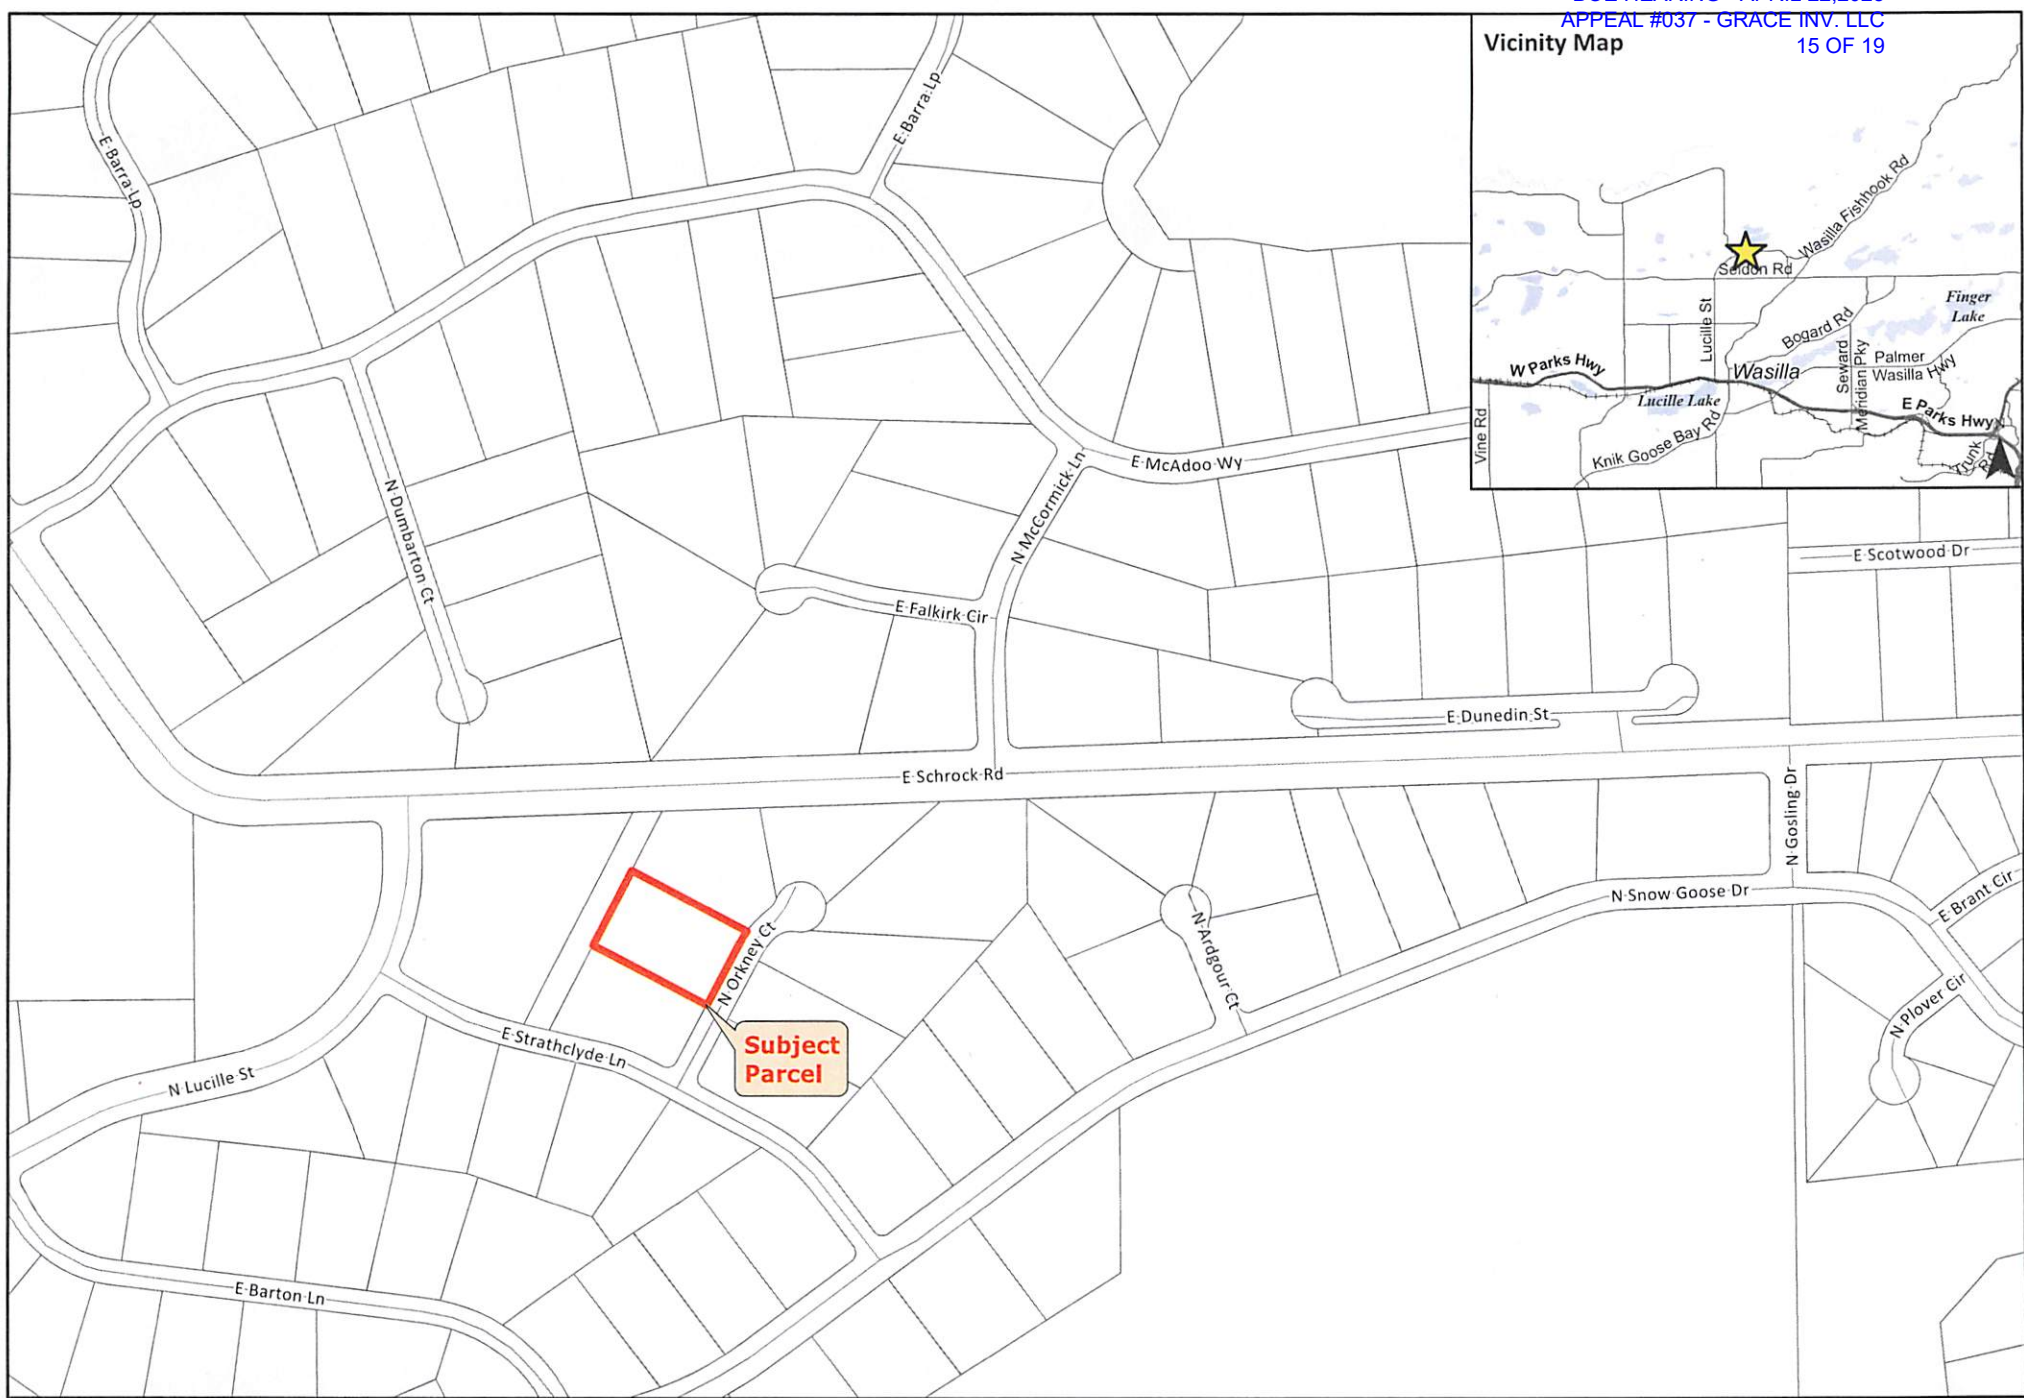 APPEAL #037 - GRACE INV. LLC
15 OF 19
Vicinity Map
Wasilla Fishhook Rd
Seldon Rd
Finger
Lake
Lucille St
Bogard Rd
Seward
Meridian Pky
Palmer
Wasilla Hwy
W Parks Hwy
Wasilla
Lucille Lake
E Parks Hwy
Vine Rd
Knik Goose Bay Rd
Trunk
Rd
E Barra Lp
E Barra Lp
E McAdoo Wy
N McCormick Ln
N Dumbarton Ct
E Scotwood Dr
E Falkirk Cir
E Dunedin St
E Schrock Rd
N Gosling Dr
N Snow Goose Dr
E Brant Cir
N Orkney Ct
N Ardgour Ct
N Plover Cir
Subject
Parcel
E Strathclyde Ln
N Lucille St
E Barton Ln